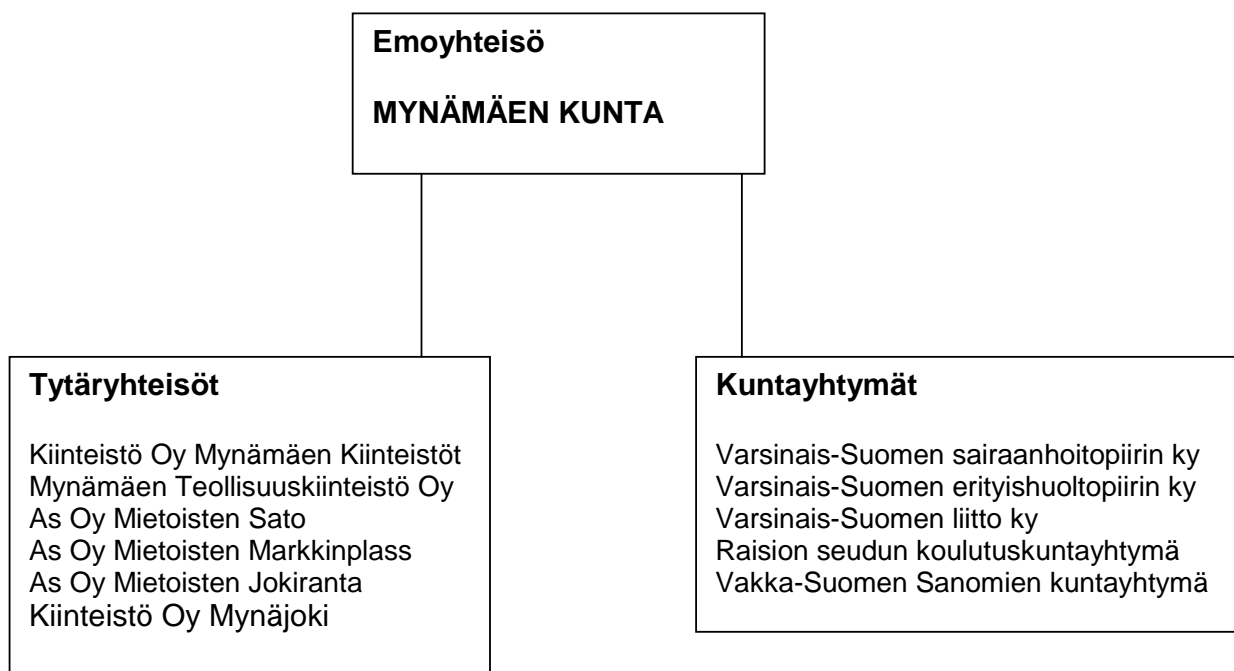 Emoyhteisö
MYNÄMÄEN KUNTA
Tytäryhteisöt
Kiinteistö Oy Mynämäen Kiinteistöt
Mynämäen Teollisuuskiinteistö Oy
As Oy Mietoisten Sato
As Oy Mietoisten Markkinplass
As Oy Mietoisten Jokiranta
Kiinteistö Oy Mynäjoki
Kuntayhtymät
Varsinais-Suomen sairaanhoitopiirin ky
Varsinais-Suomen erityishuoltopiirin ky
Varsinais-Suomen liitto ky
Raision seudun koulutuskuntayhtymä
Vakka-Suomen Sanomien kuntayhtymä